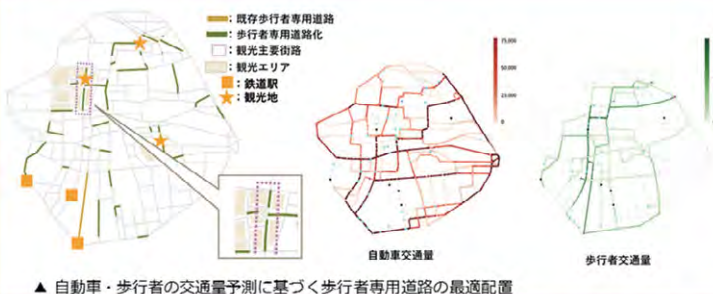 ：既存歩行者専用道路
：歩行者専用道路化
：観光主要街路
：観光エリア
：鉄道駅
：観光地
75,000
50,000
25,000
0
自動車交通量
歩行者交通量
▲ 自動車・歩行者の交通量予測に基づく歩行者専用道路の最適配置